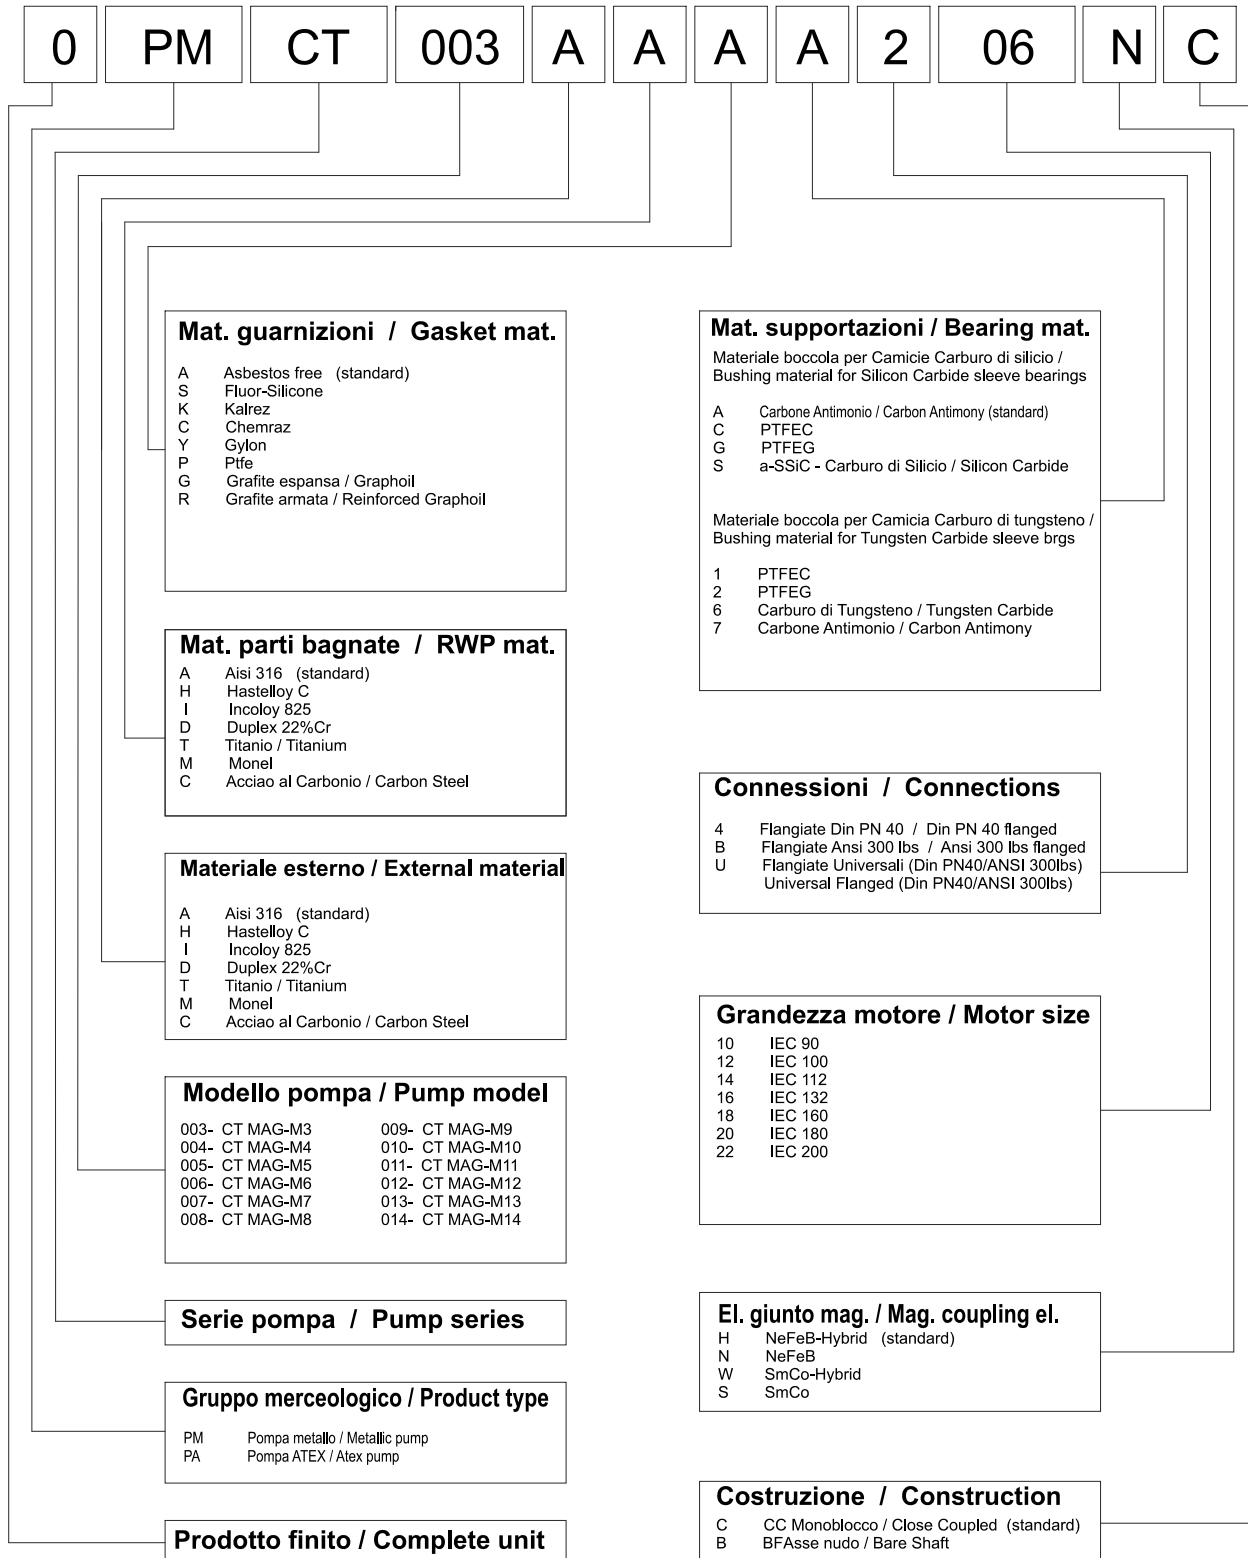 0 PM CT 003 A A A A 2 06 N C
Mat. guarnizioni / Gasket mat.
A Asbestos free (standard)
S Fluor-Silicone
K Kalrez
C Chemraz
Y Gylon
P Ptfe
G Grafite espansa / Graphoil
R Grafite armata / Reinforced Graphoil
Mat. parti bagnate / RWP mat.
A Aisi 316 (standard)
H Hastelloy C
I Incoloy 825
D Duplex 22%Cr
T Titanio / Titanium
M Monel
C Acciao al Carbonio / Carbon Steel
Materiale esterno / External material
A Aisi 316 (standard)
H Hastelloy C
I Incoloy 825
D Duplex 22%Cr
T Titanio / Titanium
M Monel
C Acciao al Carbonio / Carbon Steel
Modello pompa / Pump model
003- CT MAG-M3 009- CT MAG-M9
004- CT MAG-M4 010- CT MAG-M10
005- CT MAG-M5 011- CT MAG-M11
006- CT MAG-M6 012- CT MAG-M12
007- CT MAG-M7 013- CT MAG-M13
008- CT MAG-M8 014- CT MAG-M14
Serie pompa / Pump series
Gruppo merceologico / Product type
PM Pompa metallo / Metallic pump
PA Pompa ATEX / Atex pump
Prodotto finito / Complete unit
Mat. supportazioni / Bearing mat.
Materiale boccola per Camicie Carburo di silicio /
Bushing material for Silicon Carbide sleeve bearings
A Carbone Antimonio / Carbon Antimony (standard)
C PTFEC
G PTFEG
S a-SSiC - Carburo di Silicio / Silicon Carbide
Materiale boccola per Camicia Carburo di tungsteno /
Bushing material for Tungsten Carbide sleeve brgs
1 PTFEC
2 PTFEG
6 Carburo di Tungsteno / Tungsten Carbide
7 Carbone Antimonio / Carbon Antimony
Connessioni / Connections
4 Flangiate Din PN 40 / Din PN 40 flanged
B Flangiate Ansi 300 lbs / Ansi 300 lbs flanged
U Flangiate Universali (Din PN40/ANSI 300lbs)
Universal Flanged (Din PN40/ANSI 300lbs)
Grandezza motore / Motor size
10 IEC 90
12 IEC 100
14 IEC 112
16 IEC 132
18 IEC 160
20 IEC 180
22 IEC 200
El. giunto mag. / Mag. coupling el.
H NeFeB-Hybrid (standard)
N NeFeB
W SmCo-Hybrid
S SmCo
Costruzione / Construction
C CC Monoblocco / Close Coupled (standard)
B BFAsse nudo / Bare Shaft